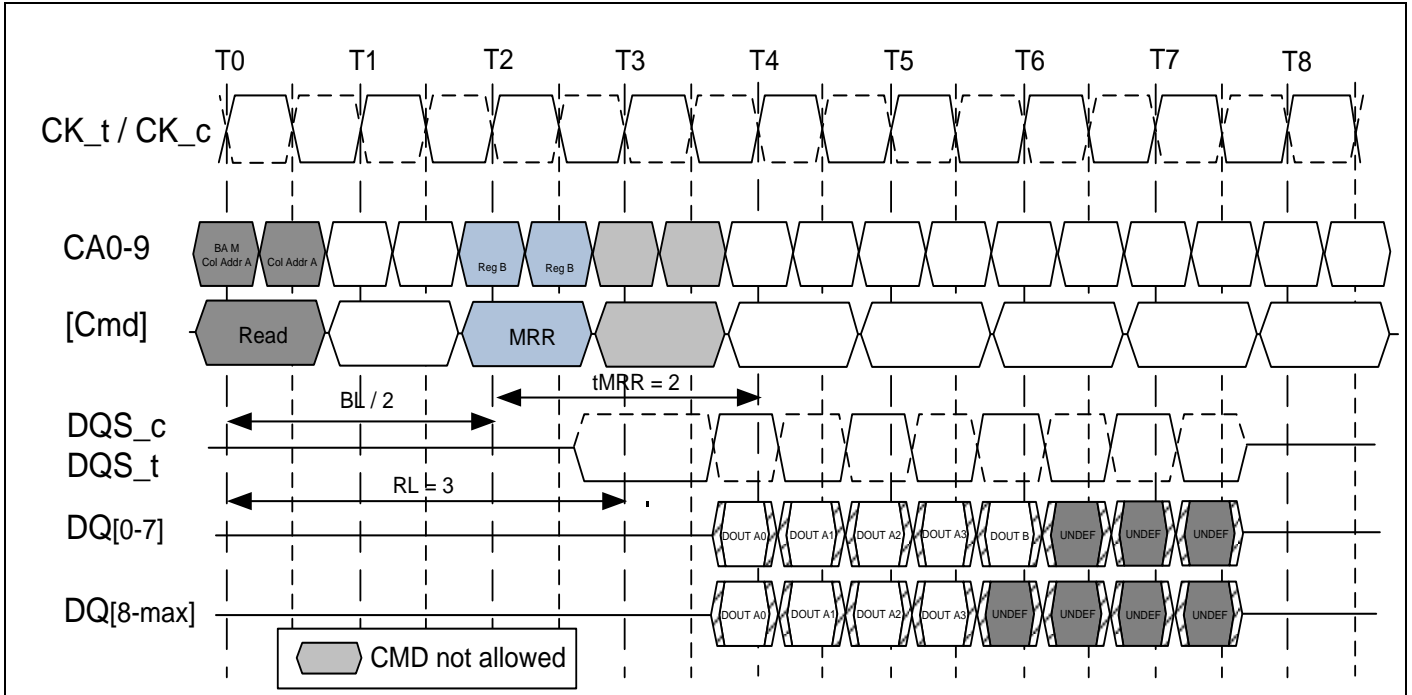 T0 T1 T2 T3 T4 T5 T6 T7 T8
CK_t / CK_c
CA0-9
BA M
Col Addr A
Col Addr A
Reg B
Reg B
[Cmd]
Read
MRR
tMRR = 2
BL / 2
DQS_c
DQS_t
RL = 3
DQ[0-7]
DOUT A0 DOUT A1 DOUT A2 DOUT A3 DOUT B UNDEF UNDEF UNDEF
DQ[8-max]
DOUT A0 DOUT A1 DOUT A2 DOUT A3 UNDEF UNDEF UNDEF UNDEF
CMD not allowed